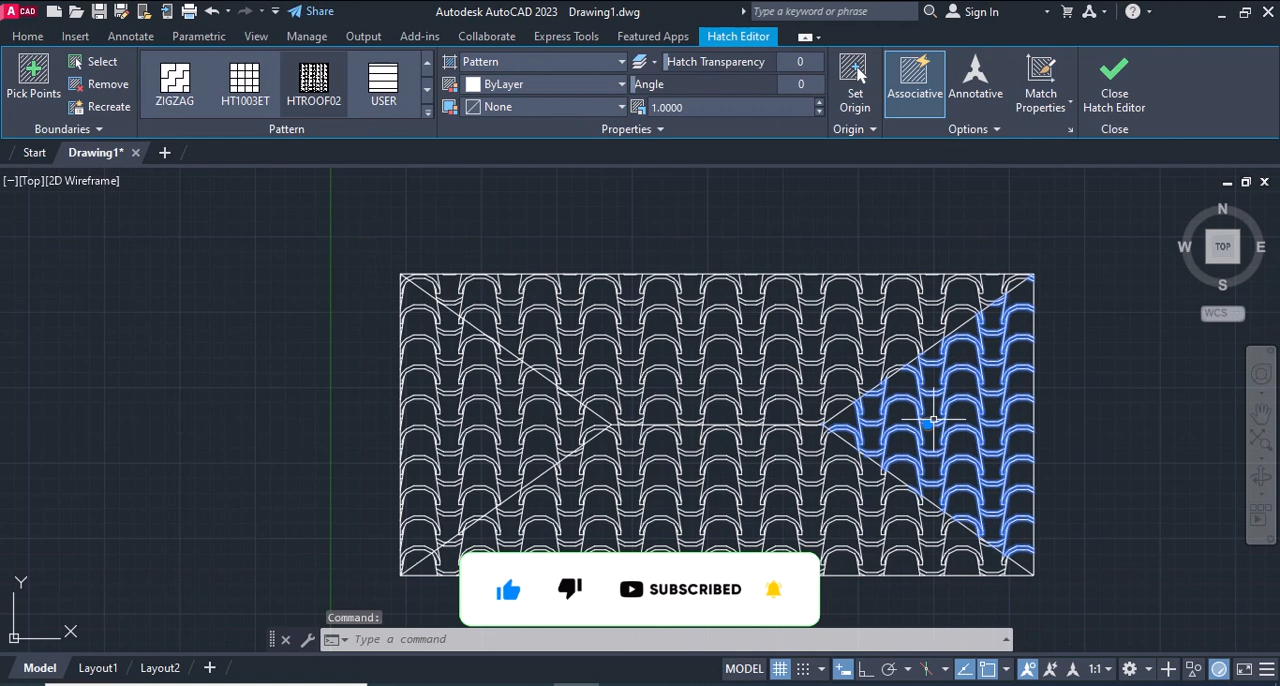 A CAD
Share
Autodesk AutoCAD 2023 Drawing1.dwg
Type a keyword or phrase
Sign In
?
Home Insert Annotate Parametric View Manage Output Add-ins Collaborate Express Tools Featured Apps Hatch Editor
Pick Points
Select
Remove
Recreate
Boundaries
ZIGZAG
HT1003ET
HTROOF02
USER
Pattern
Pattern
Hatch Transparency 0
ByLayer
Angle 0
None
1.0000
Properties
Set
Origin
Origin
Associative
Annotative
Match
Properties
Options
Close
Hatch Editor
Close
Start
Drawing1*
[−][Top][2D Wireframe]
N
W
TOP
E
S
WCS
SUBSCRIBED
Y
X
Command:
Type a command
Model Layout1 Layout2
MODEL
1:1